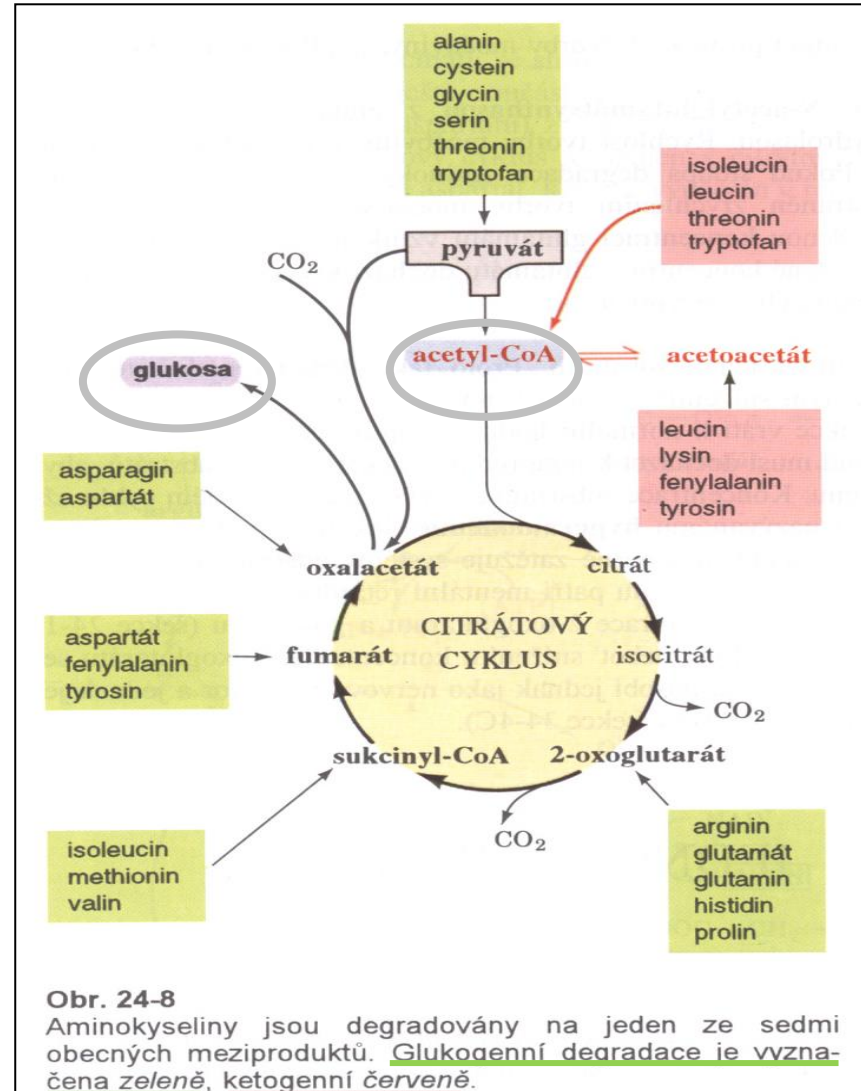 alanin
cystein
glycin
serin
threonin
tryptofan
isoleucin
leucin
threonin
tryptofan
pyruvát
CO₂
acetyl-CoA
acetoacetát
glukosa
leucin
lysin
fenylalanin
tyrosin
asparagin
aspartát
oxalacetát
citrát
CITRÁTOVÝ
CYKLUS
aspartát
fenylalanin
tyrosin
fumarát
isocitrát
CO₂
sukcinyl-CoA
2-oxoglutarát
CO₂
isoleucin
methionin
valin
arginin
glutamát
glutamin
histidin
prolin
Obr. 24-8
Aminokyseliny jsou degradovány na jeden ze sedmi
obecných meziproduktů. Glukogenní degradace je vyzna-
čena zeleně, ketogenní červeně.